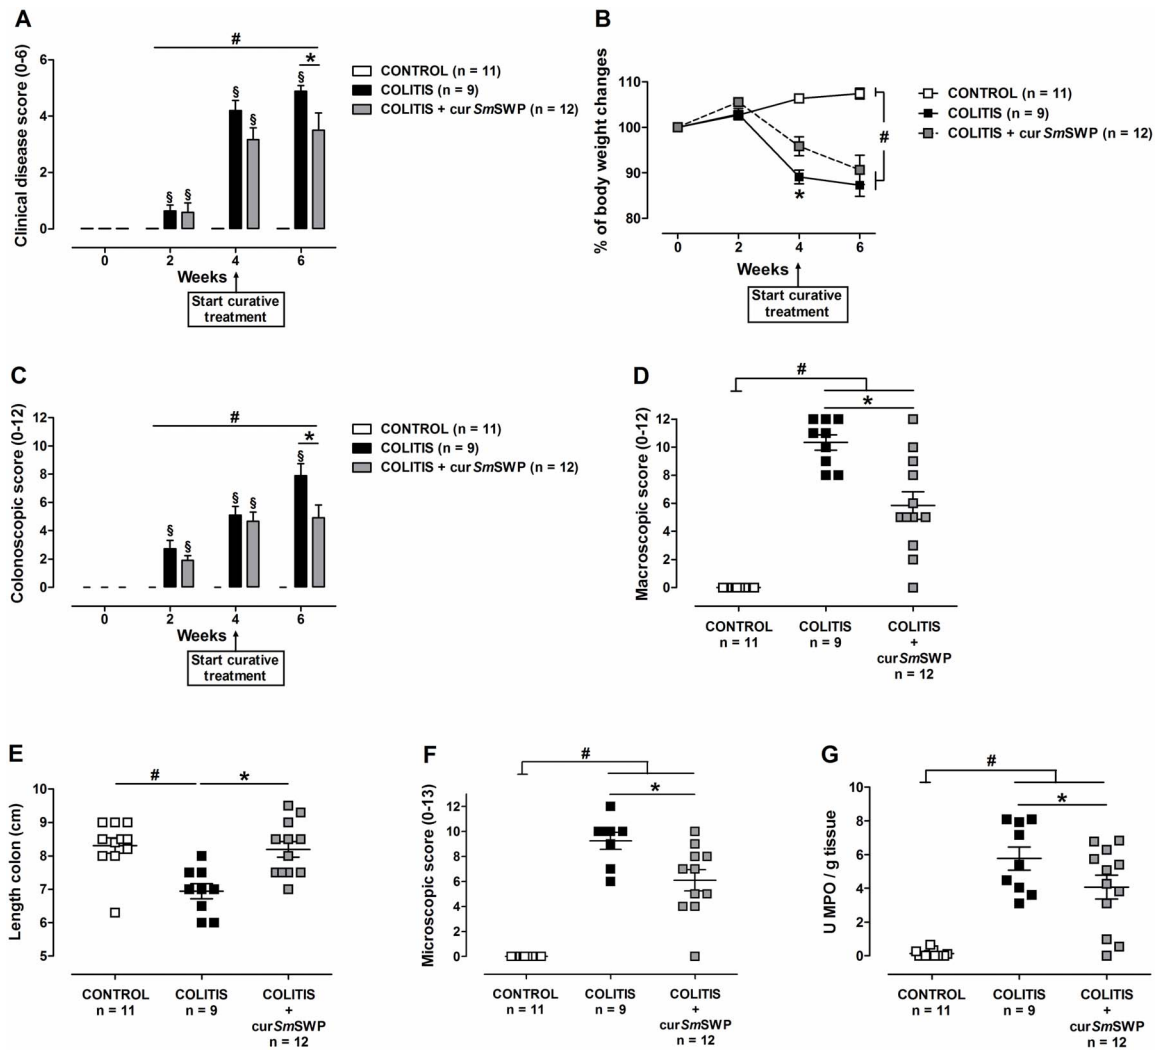 A
Clinical disease score (0-6)
6
4
2
0
#
*
§
§
§
§
§
0
2
4
6
Weeks
Start curative
treatment
CONTROL (n = 11)
COLITIS (n = 9)
COLITIS + cur SmSWP (n = 12)
B
% of body weight changes
110
100
90
80
*
#
0
2
4
6
Weeks
Start curative
treatment
CONTROL (n = 11)
COLITIS (n = 9)
COLITIS + cur SmSWP (n = 12)
C
Colonoscopic score (0-12)
12
10
8
6
4
2
0
#
*
§
§
§
§
§
0
2
4
6
Weeks
Start curative
treatment
CONTROL (n = 11)
COLITIS (n = 9)
COLITIS + cur SmSWP (n = 12)
D
Macroscopic score (0-12)
#
*
12
10
8
6
4
2
0
CONTROL
n = 11
COLITIS
n = 9
COLITIS
+
curSmSWP
n = 12
E
Length colon (cm)
#
*
10
9
8
7
6
5
CONTROL
n = 11
COLITIS
n = 9
COLITIS
+
curSmSWP
n = 12
F
Microscopic score (0-13)
#
*
12
10
8
6
4
2
0
CONTROL
n = 11
COLITIS
n = 9
COLITIS
+
curSmSWP
n = 12
G
U MPO / g tissue
#
*
10
8
6
4
2
0
CONTROL
n = 11
COLITIS
n = 9
COLITIS
+
curSmSWP
n = 12